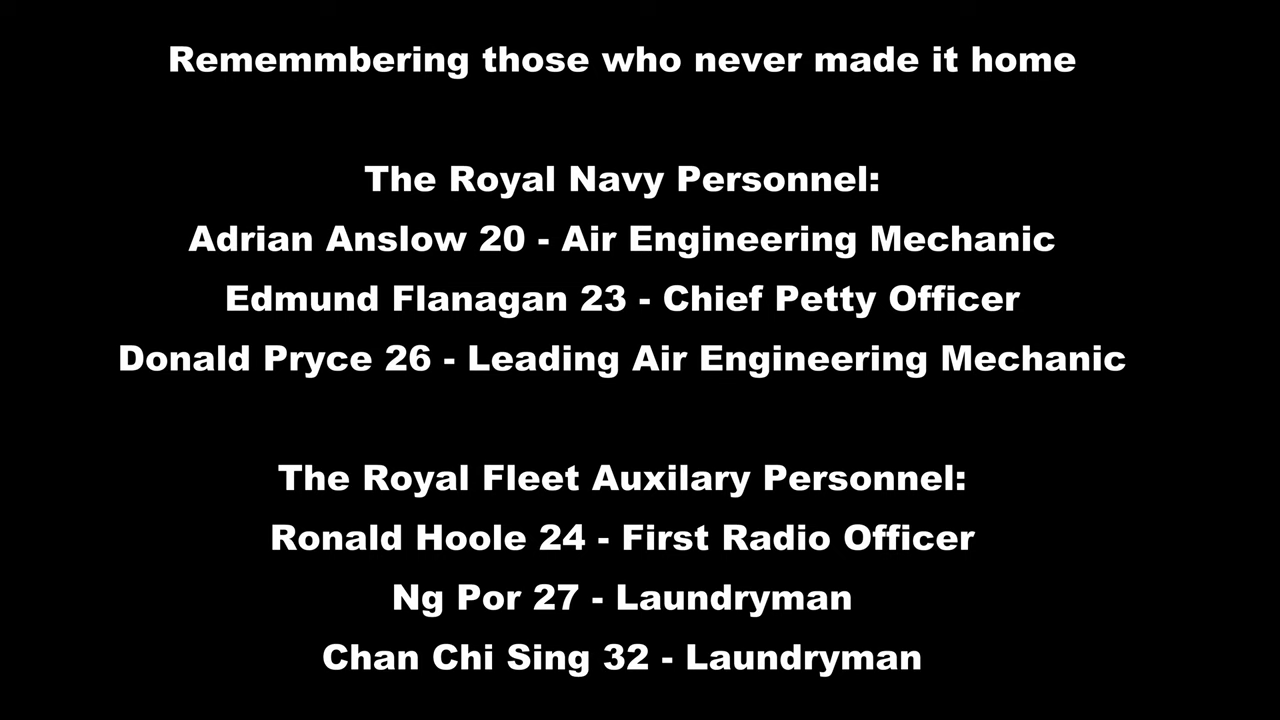 Rememmbering those who never made it home
The Royal Navy Personnel:
Adrian Anslow 20 - Air Engineering Mechanic
Edmund Flanagan 23 - Chief Petty Officer
Donald Pryce 26 - Leading Air Engineering Mechanic
The Royal Fleet Auxilary Personnel:
Ronald Hoole 24 - First Radio Officer
Ng Por 27 - Laundryman
Chan Chi Sing 32 - Laundryman